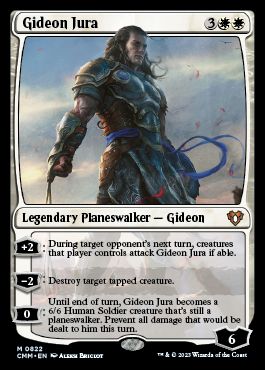 Gideon Jura 3
Legendary Planeswalker — Gideon
+2 : During target opponent's next turn, creatures
that player controls attack Gideon Jura if able.
−2 : Destroy target tapped creature.
Until end of turn, Gideon Jura becomes a
0 : 6/6 Human Soldier creature that's still a
planeswalker. Prevent all damage that would
be dealt to him this turn.
6
M 0822
CMM • EN Aleksi Briclot ™ & © 2023 Wizards of the Coast